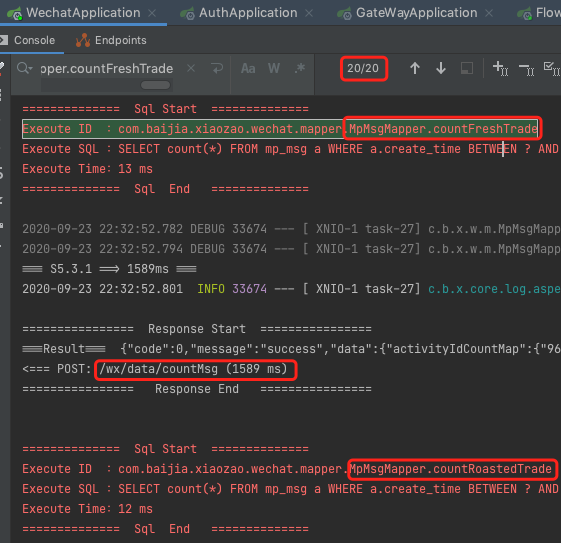 WechatApplication × AuthApplication × GateWayApplication × Flow
Console Endpoints
pper.countFreshTrade × Aa W .* 20/20
============== Sql Start ==============
Execute ID : com.baijia.xiaozao.wechat.mapper.MpMsgMapper.countFreshTrade
Execute SQL : SELECT count(*) FROM mp_msg a WHERE a.create_time BETWEEN ? AND
Execute Time: 13 ms
============== Sql End ==============
2020-09-23 22:32:52.782 DEBUG 33674 --- [ XNIO-1 task-27] c.b.x.w.m.MpMsgMapp
2020-09-23 22:32:52.794 DEBUG 33674 --- [ XNIO-1 task-27] c.b.x.w.m.MpMsgMapp
=== S5.3.1 ==> 1589ms ===
2020-09-23 22:32:52.801 INFO 33674 --- [ XNIO-1 task-27] c.b.x.core.log.aspe
================ Response Start ================
===Result=== {"code":0,"message":"success","data":{"activityIdCountMap":{"96
<=== POST: /wx/data/countMsg (1589 ms)
================ Response End ================
============== Sql Start ==============
Execute ID : com.baijia.xiaozao.wechat.mapper.MpMsgMapper.countRoastedTrade
Execute SQL : SELECT count(*) FROM mp_msg a WHERE a.create_time BETWEEN ? AND
Execute Time: 12 ms
============== Sql End ==============